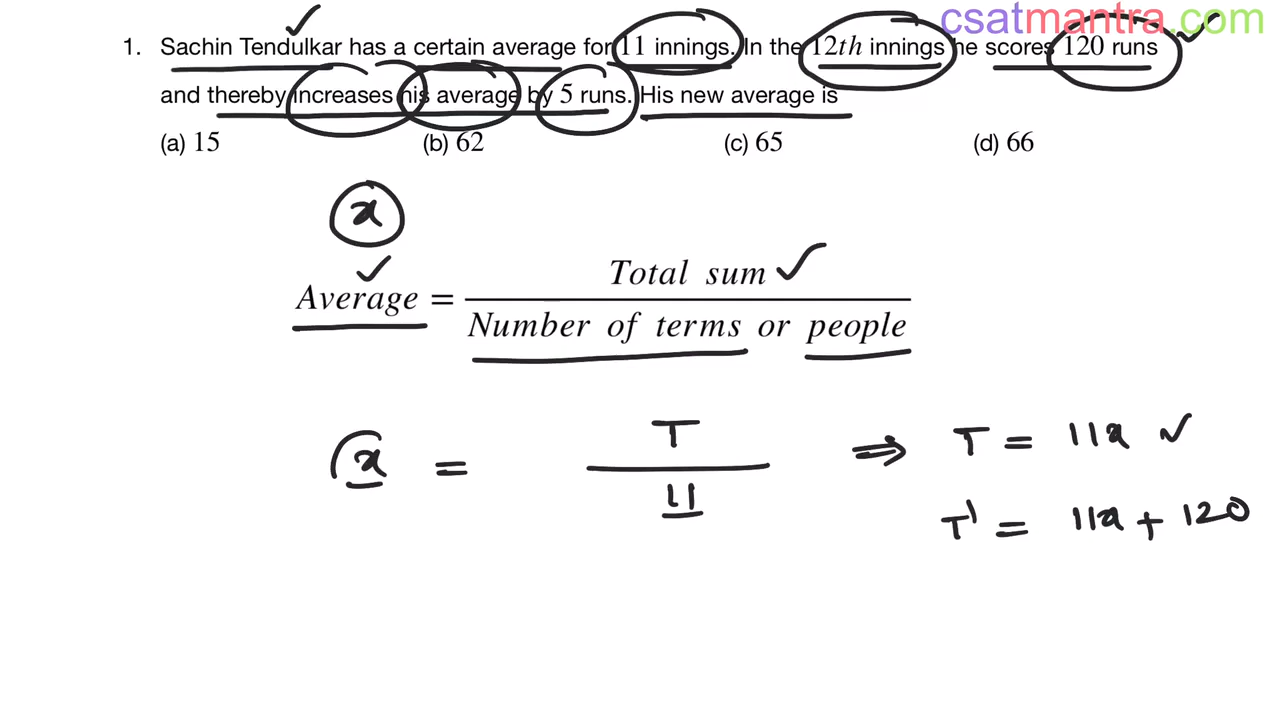 csatmantra.com
1. Sachin Tendulkar has a certain average for 11 innings. In the 12th innings he scores 120 runs
and thereby increases his average by 5 runs. His new average is
(a) 15 (b) 62 (c) 65 (d) 66
x
Average = Total sum / Number of terms or people
x = T / 11 ⇒ T = 11x
T' = 11x + 120